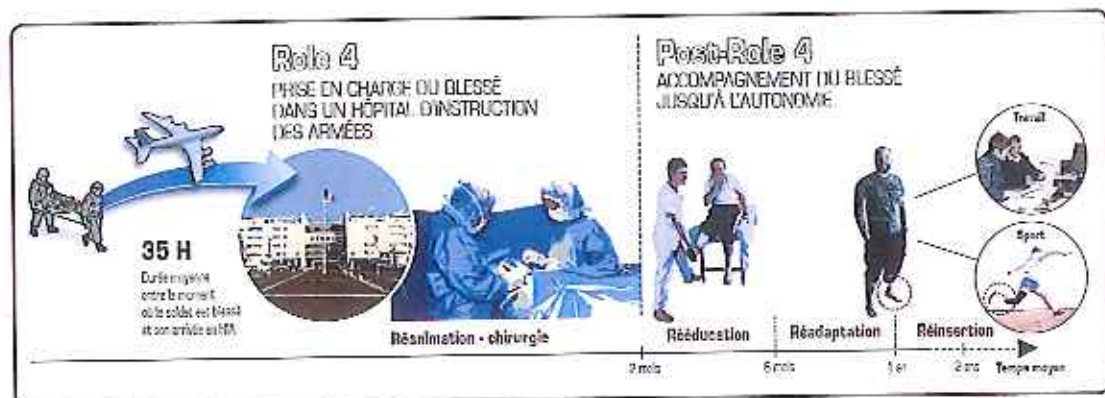 Role 4
PRISE EN CHARGE DU BLESSÉ
DANS UN HÔPITAL D'INSTRUCTION
DES ARMÉES
35 H
Durée moyenne
entre le moment
où le soldat est blessé
et son arrivée en HIA
Réanimation - chirurgie
Post-Role 4
ACCOMPAGNEMENT DU BLESSÉ
JUSQU'À L'AUTONOMIE
Travail
Sport
Rééducation
Réadaptation
Réinsertion
2 mois
6 mois
1 an
2 ans
Temps moyen